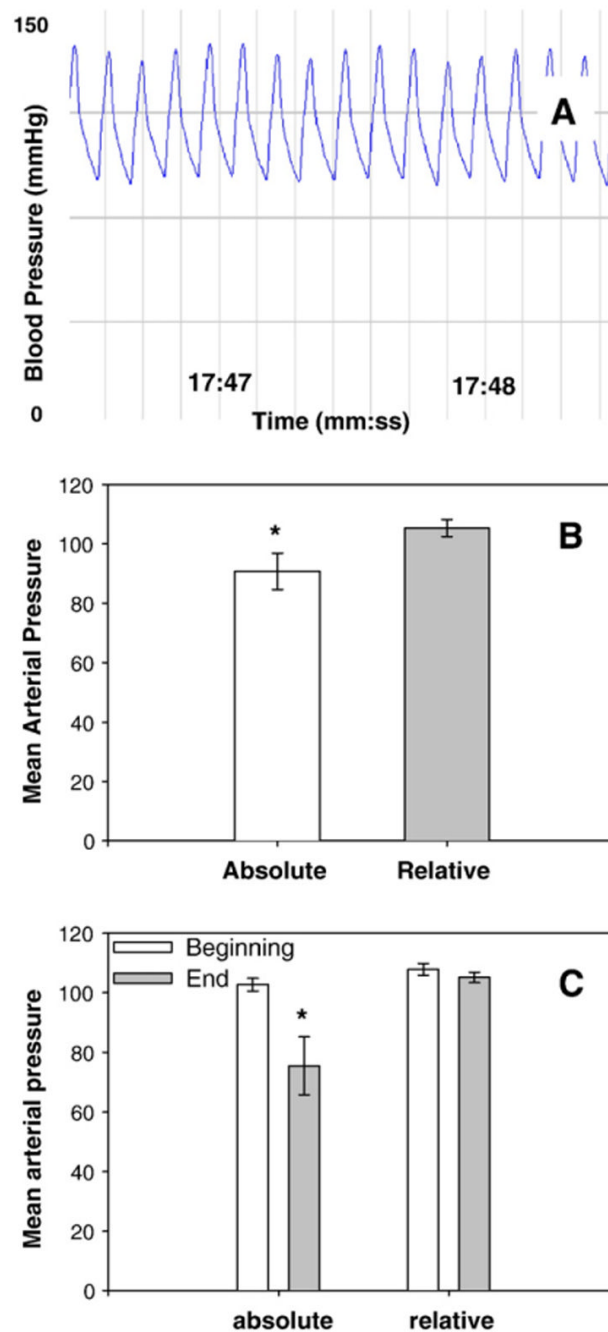 150
A
Blood Pressure (mmHg)
17:47 17:48
0
Time (mm:ss)
120
100
80
60
40
20
0
Mean Arterial Pressure
*
B
Absolute Relative
120
100
80
60
40
20
0
Mean arterial pressure
Beginning
End
*
C
absolute relative